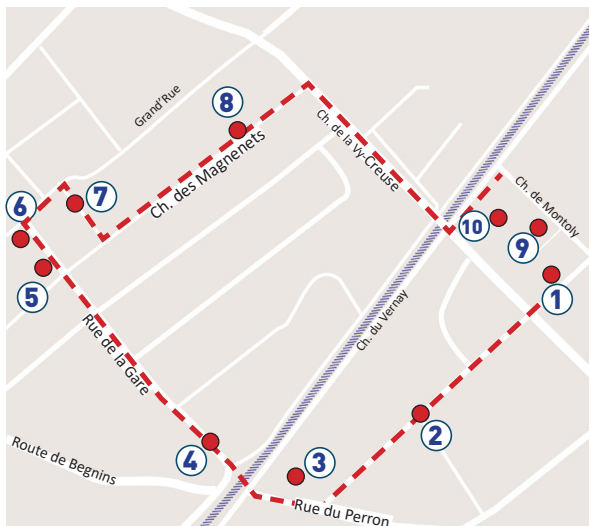 Grand'Rue
8
Ch. de la Vy-Creuse
Ch. des Magnenets
7
6
Ch. de Montoly
10
9
5
1
Ch. du Vernay
Rue de la Gare
2
4
3
Route de Begnins
Rue du Perron